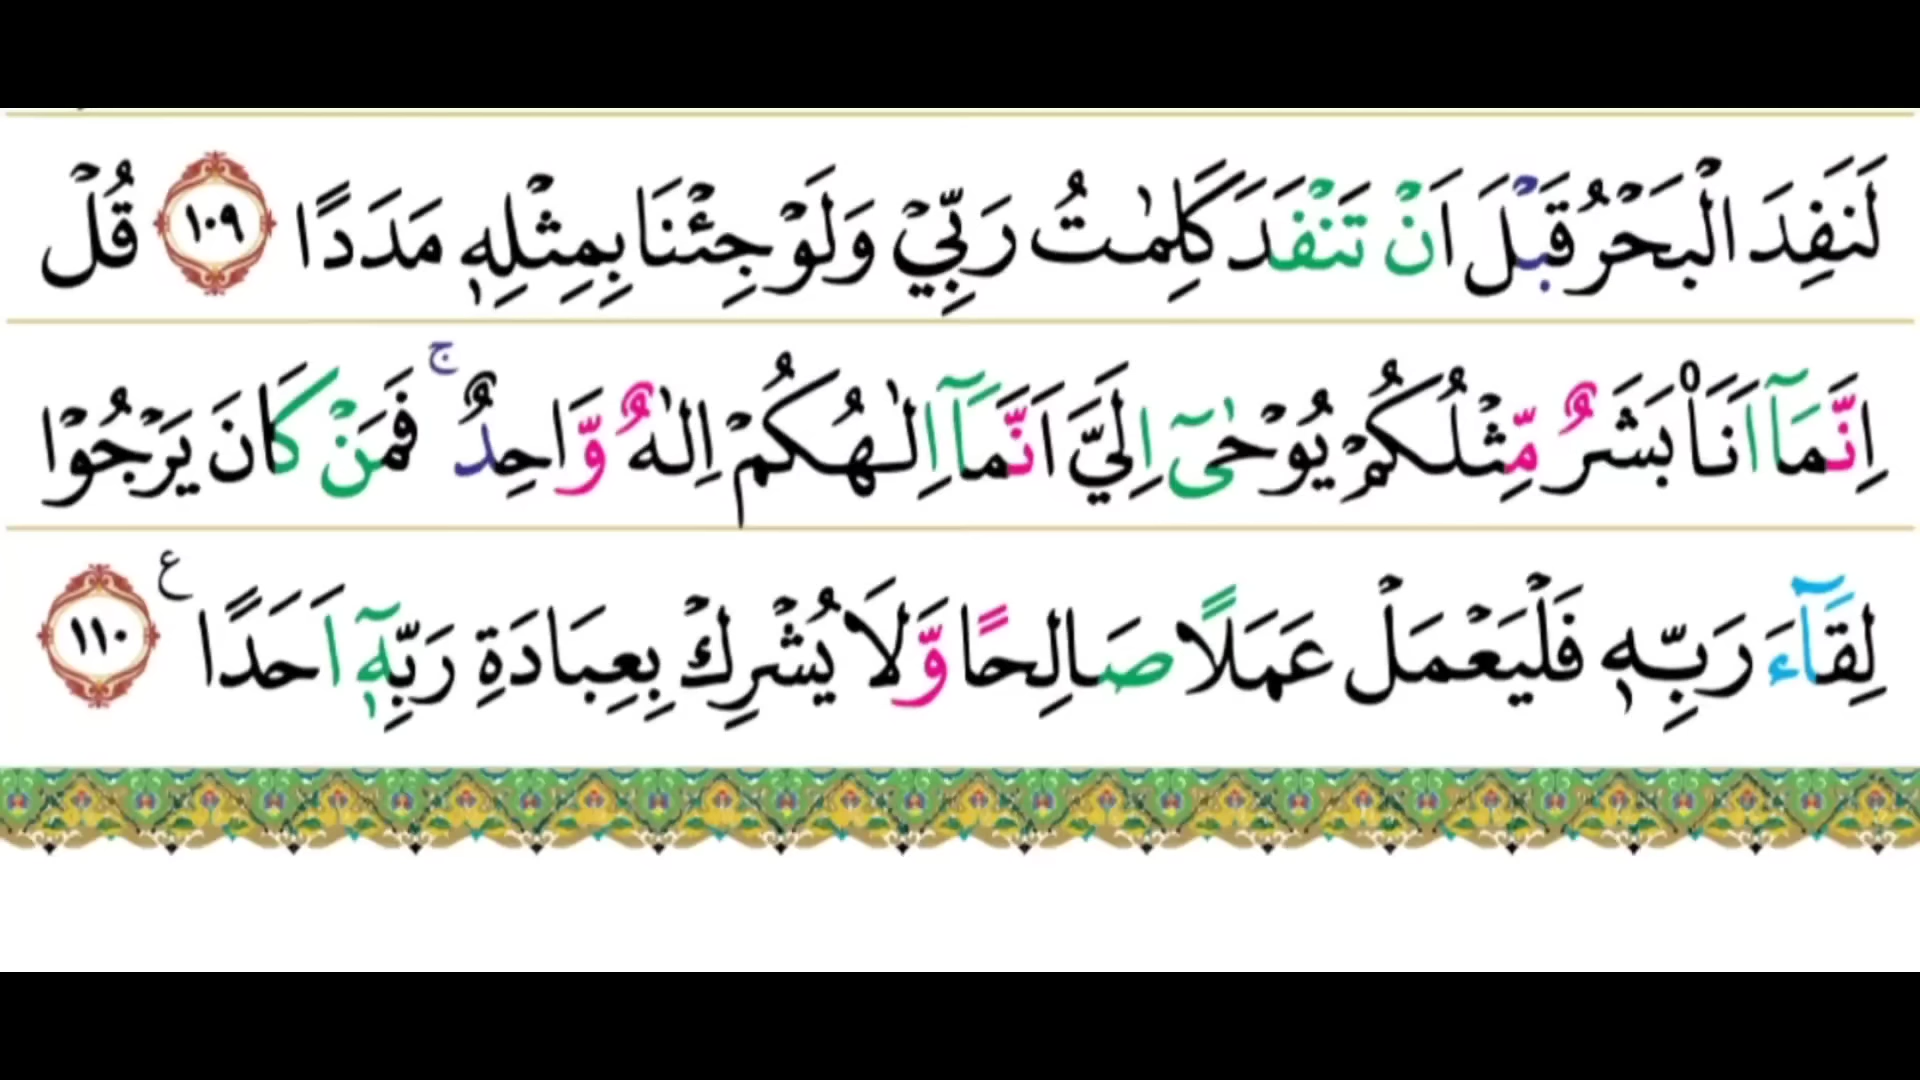 لَنَفِدَ الْبَحْرُ قَبْلَ اَنْ تَنْفَدَ كَلِمٰتُ رَبِّيْ وَلَوْ جِئْنَا بِمِثْلِهٖ مَدَدًا ۝١٠٩ قُلْ
اِنَّمَاۤ اَنَا۠ بَشَرٌ مِّثْلُكُمْ يُوْحٰىۤ اِلَيَّ اَنَّمَاۤ اِلٰهُكُمْ اِلٰهٌ وَّاحِدٌ ۚ فَمَنْ كَانَ يَرْجُوْا
لِقَآءَ رَبِّهٖ فَلْيَعْمَلْ عَمَلًا صَالِحًا وَّلَا يُشْرِكْ بِعِبَادَةِ رَبِّهٖۤ اَحَدًا ع ۝١١٠